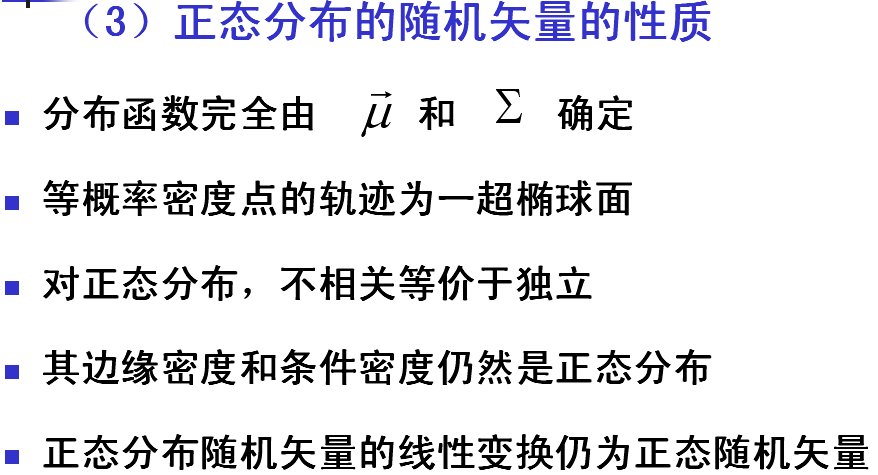 （3）正态分布的随机矢量的性质
分布函数完全由 μ⃗ 和 Σ 确定
等概率密度点的轨迹为一超椭球面
对正态分布，不相关等价于独立
其边缘密度和条件密度仍然是正态分布
正态分布随机矢量的线性变换仍为正态随机矢量